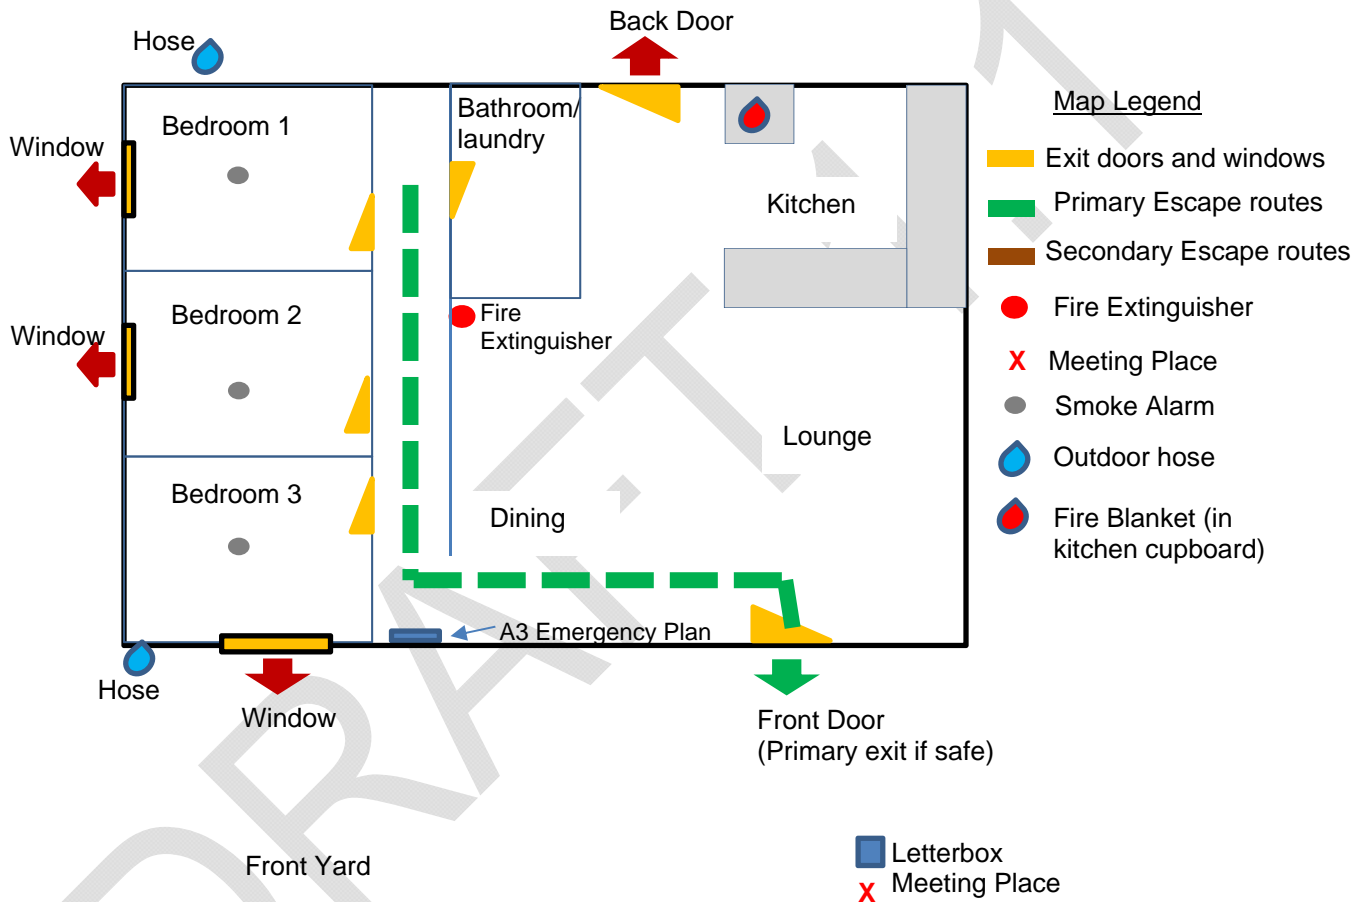 Back Door
Hose
Map Legend
Bedroom 1
Bathroom/
laundry
Window
Exit doors and windows
Kitchen
Primary Escape routes
Secondary Escape routes
Bedroom 2
Fire
Extinguisher
Fire Extinguisher
Window
Meeting Place
X
Smoke Alarm
Lounge
Outdoor hose
Bedroom 3
Dining
Fire Blanket (in
kitchen cupboard)
A3 Emergency Plan
Hose
Window
Front Door
(Primary exit if safe)
Front Yard
Letterbox
X Meeting Place
DRAFT 1.1